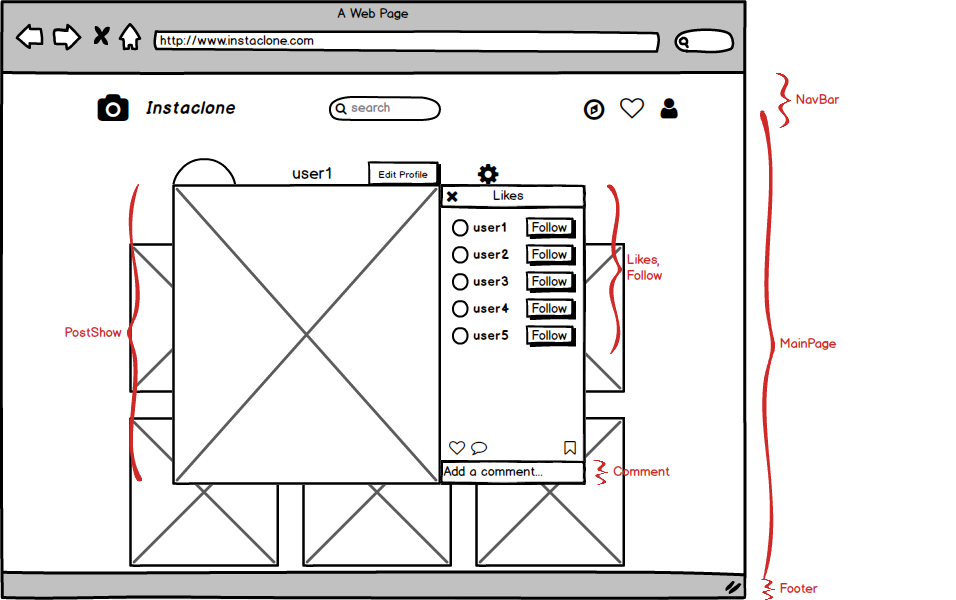 A Web Page
http://www.instaclone.com
NavBar
Instaclone
search
user1
Edit Profile
Likes
user1 Follow
user2 Follow
user3 Follow
user4 Follow
user5 Follow
Likes,
Follow
PostShow
MainPage
Add a comment...
Comment
Footer